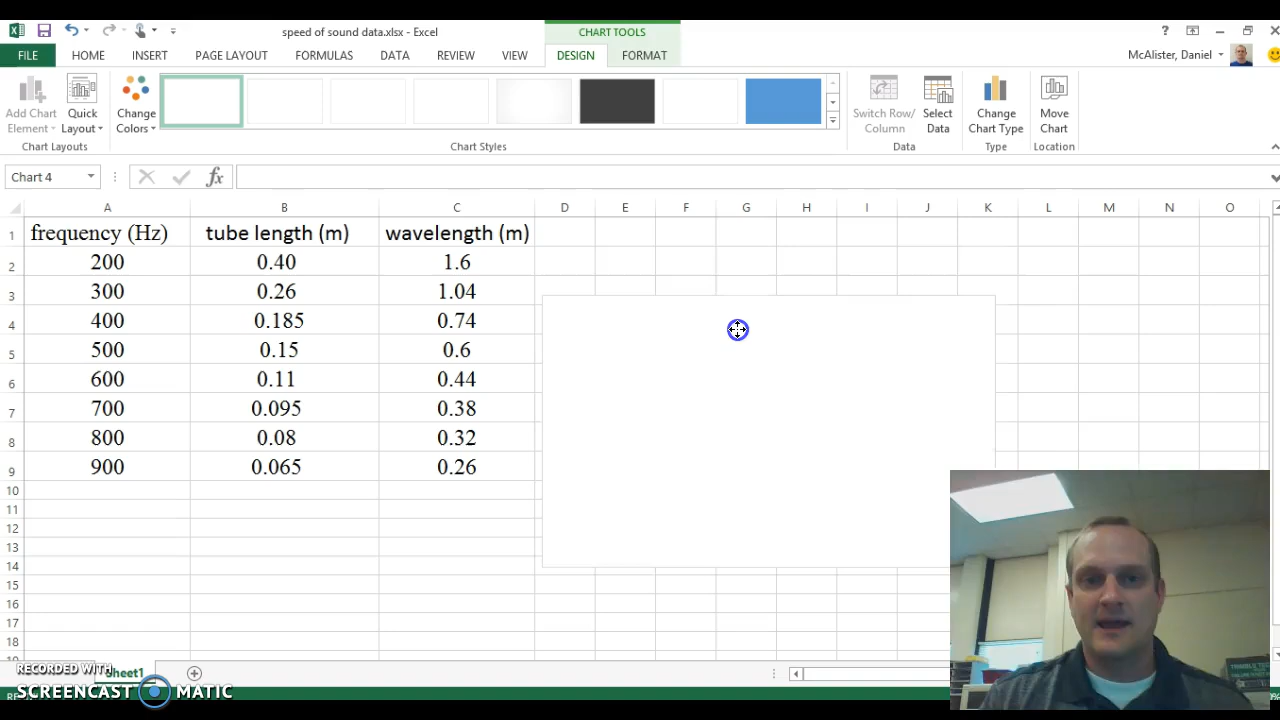 speed of sound data.xlsx - Excel
CHART TOOLS
FILE
HOME
INSERT
PAGE LAYOUT
FORMULAS
DATA
REVIEW
VIEW
DESIGN
FORMAT
McAlister, Daniel
Add Chart
Element
Quick
Layout
Change
Colors
Switch Row/
Column
Select
Data
Change
Chart Type
Move
Chart
Chart Layouts
Chart Styles
Data
Type
Location
Chart 4
fx
A B C D E F G H I J K L M N O
1 frequency (Hz) tube length (m) wavelength (m)
2 200 0.40 1.6
3 300 0.26 1.04
4 400 0.185 0.74
5 500 0.15 0.6
6 600 0.11 0.44
7 700 0.095 0.38
8 800 0.08 0.32
9 900 0.065 0.26
10
11
12
13
14
15
16
17
18
Sheet1
RECORDED WITH
SCREENCAST MATIC